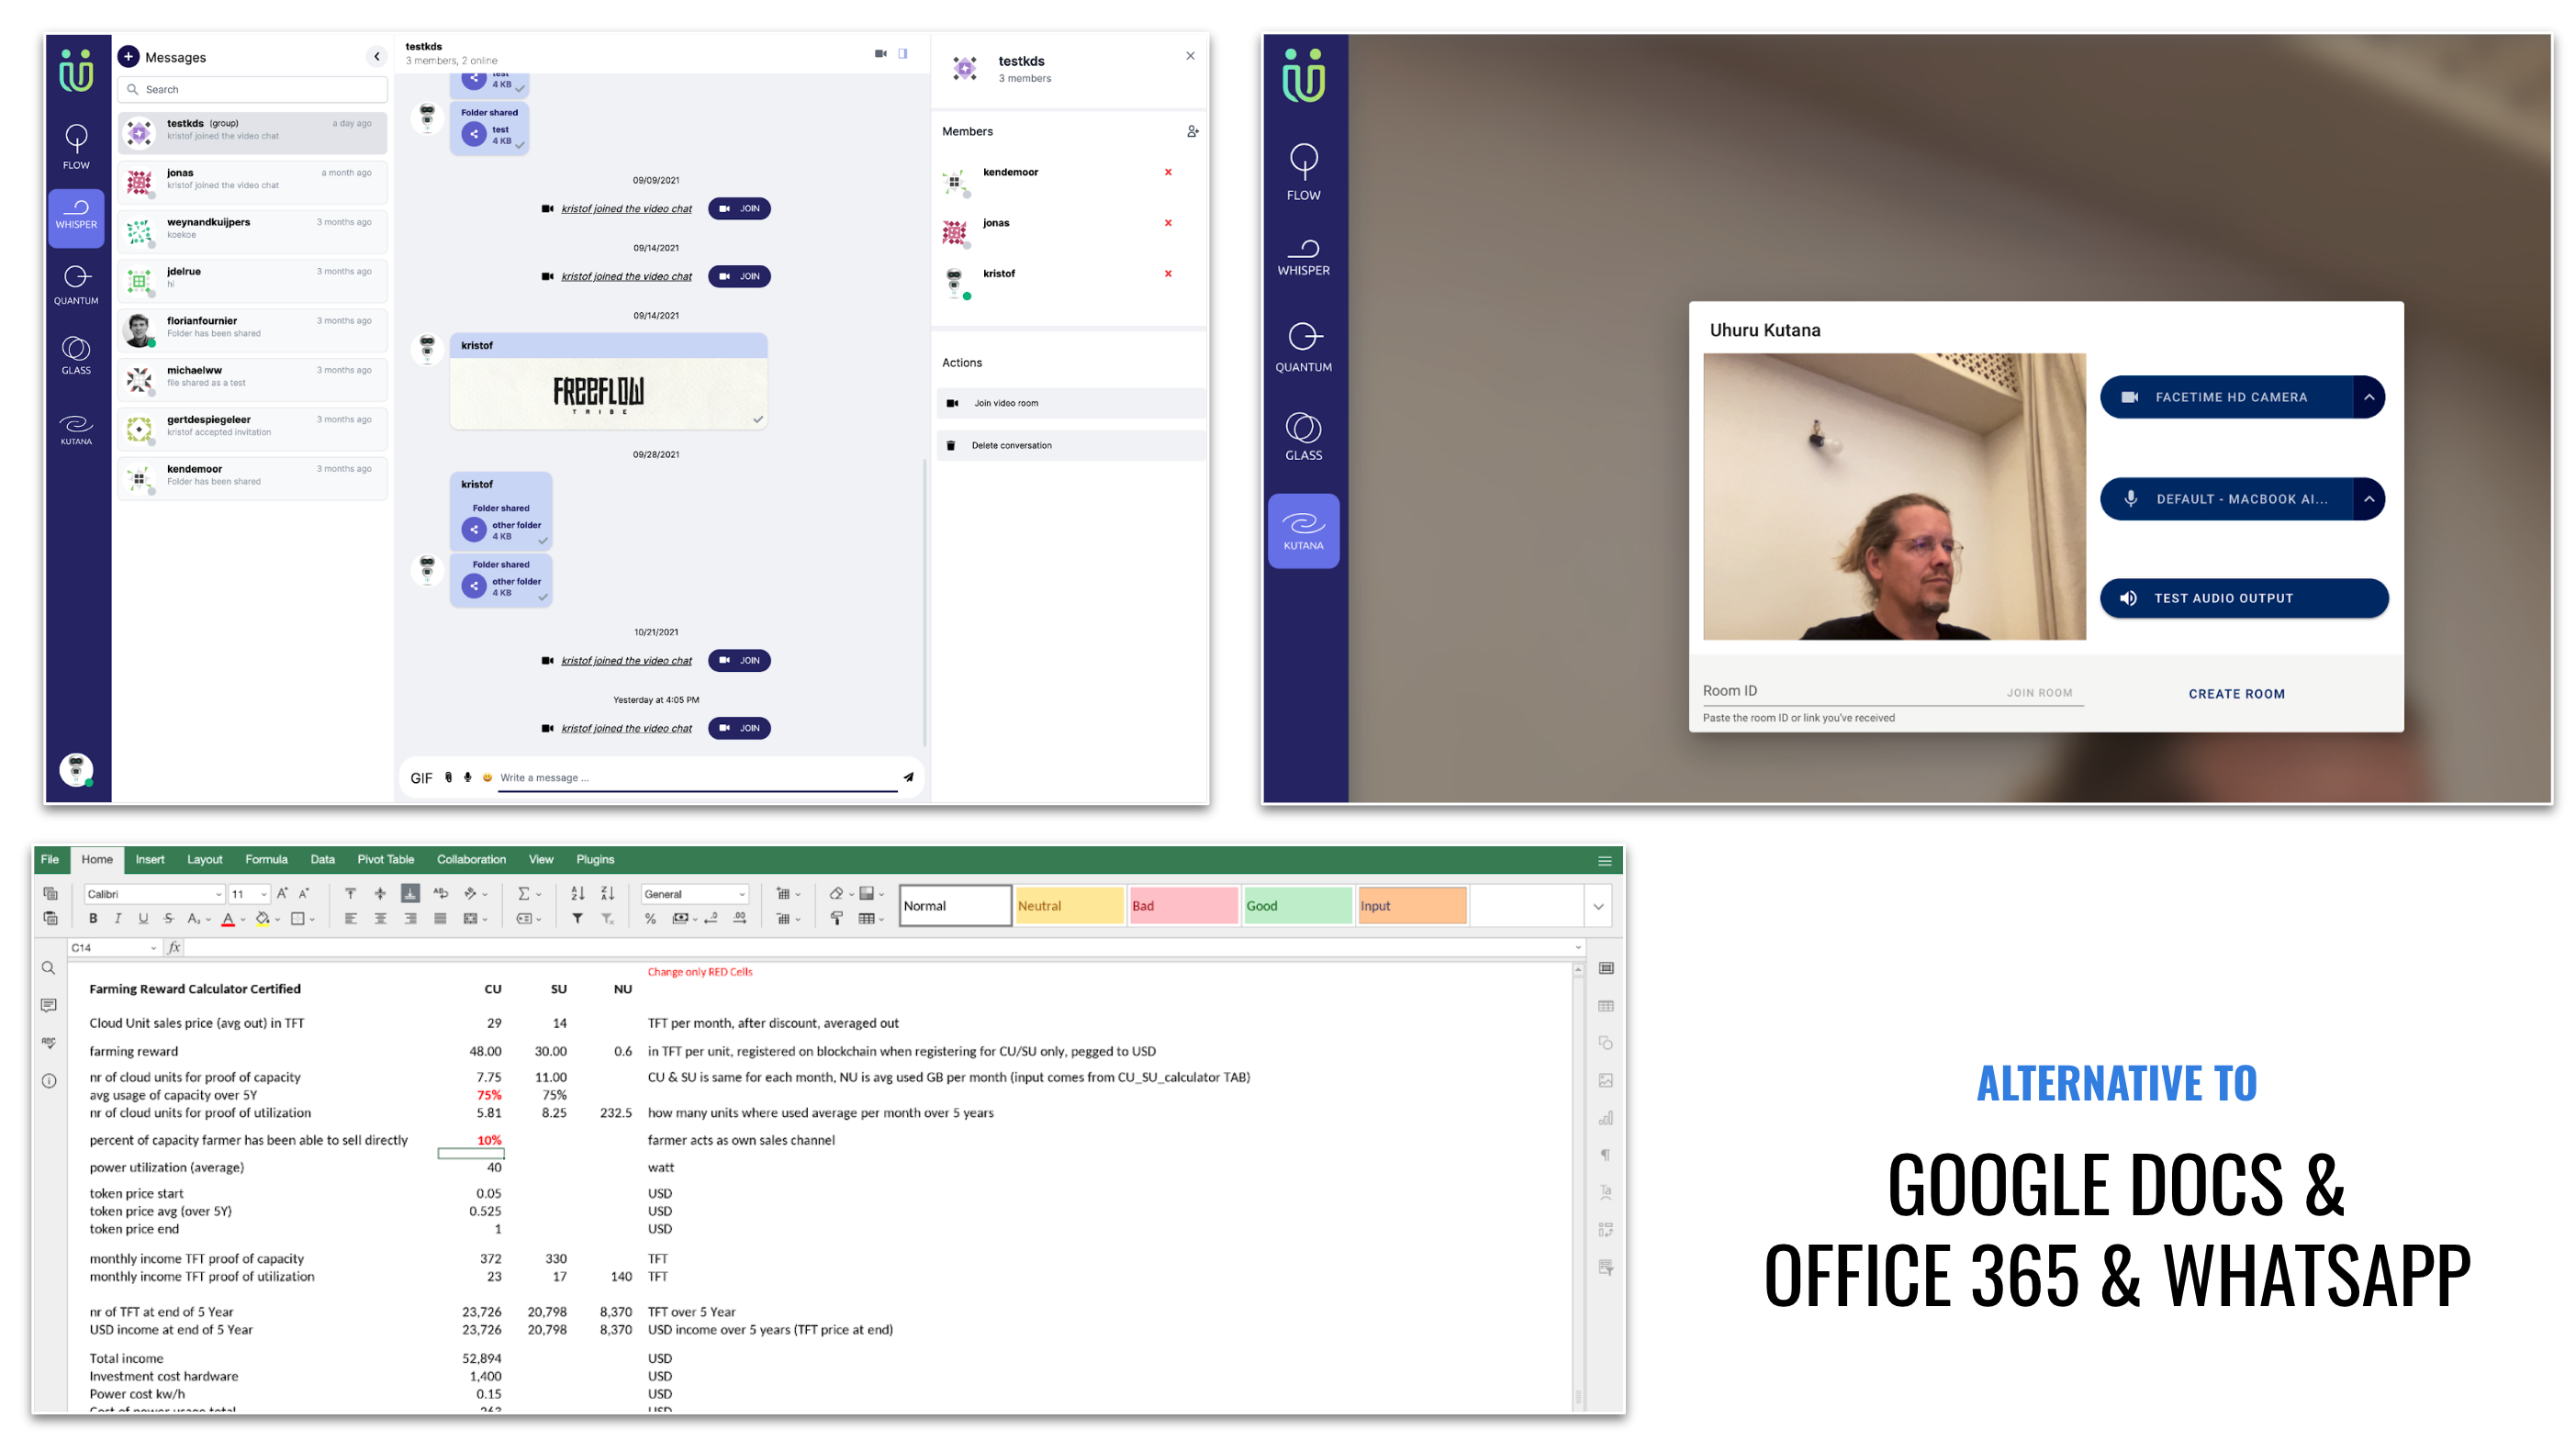 Messages
Search
testkds (group) a day ago
kristof joined the video chat
jonas a month ago
kristof joined the video chat
weynandkuijpers 3 months ago
koekoe
jdelrue 3 months ago
hi
florianfournier 3 months ago
Folder has been shared
michaelww 3 months ago
file shared as a test
gertdespiegeleer 3 months ago
kristof accepted invitation
kendemoor 3 months ago
Folder has been shared
FLOW
WHISPER
QUANTUM
GLASS
KUTANA
testkds
3 members, 2 online
test
4 KB
Folder shared
test
4 KB
09/09/2021
kristof joined the video chat JOIN
09/14/2021
kristof joined the video chat JOIN
09/14/2021
kristof
FREEFLOW
TRIBE
09/28/2021
kristof
Folder shared
other folder
4 KB
Folder shared
other folder
4 KB
10/21/2021
kristof joined the video chat JOIN
Yesterday at 4:05 PM
kristof joined the video chat JOIN
GIF Write a message ...
testkds
3 members
Members
kendemoor
jonas
kristof
Actions
Join video room
Delete conversation
FLOW
WHISPER
QUANTUM
GLASS
KUTANA
Uhuru Kutana
FACETIME HD CAMERA
DEFAULT - MACBOOK AI...
TEST AUDIO OUTPUT
Room ID JOIN ROOM CREATE ROOM
Paste the room ID or link you've received
File Home Insert Layout Formula Data Pivot Table Collaboration View Plugins
Calibri 11 General
Normal Neutral Bad Good Input
C14 fx
Change only RED Cells
Farming Reward Calculator Certified CU SU NU
Cloud Unit sales price (avg out) in TFT 29 14 TFT per month, after discount, averaged out
farming reward 48.00 30.00 0.6 in TFT per unit, registered on blockchain when registering for CU/SU only, pegged to USD
nr of cloud units for proof of capacity 7.75 11.00 CU & SU is same for each month, NU is avg used GB per month (input comes from CU_SU_calculator TAB)
avg usage of capacity over 5Y 75% 75%
nr of cloud units for proof of utilization 5.81 8.25 232.5 how many units where used average per month over 5 years
percent of capacity farmer has been able to sell directly 10% farmer acts as own sales channel
power utilization (average) 40 watt
token price start 0.05 USD
token price avg (over 5Y) 0.525 USD
token price end 1 USD
monthly income TFT proof of capacity 372 330 TFT
monthly income TFT proof of utilization 23 17 140 TFT
nr of TFT at end of 5 Year 23,726 20,798 8,370 TFT over 5 Year
USD income at end of 5 Year 23,726 20,798 8,370 USD income over 5 years (TFT price at end)
Total income 52,894 USD
Investment cost hardware 1,400 USD
Power cost kw/h 0.15 USD
Cost of power usage total 263 USD
ALTERNATIVE TO
GOOGLE DOCS &
OFFICE 365 & WHATSAPP